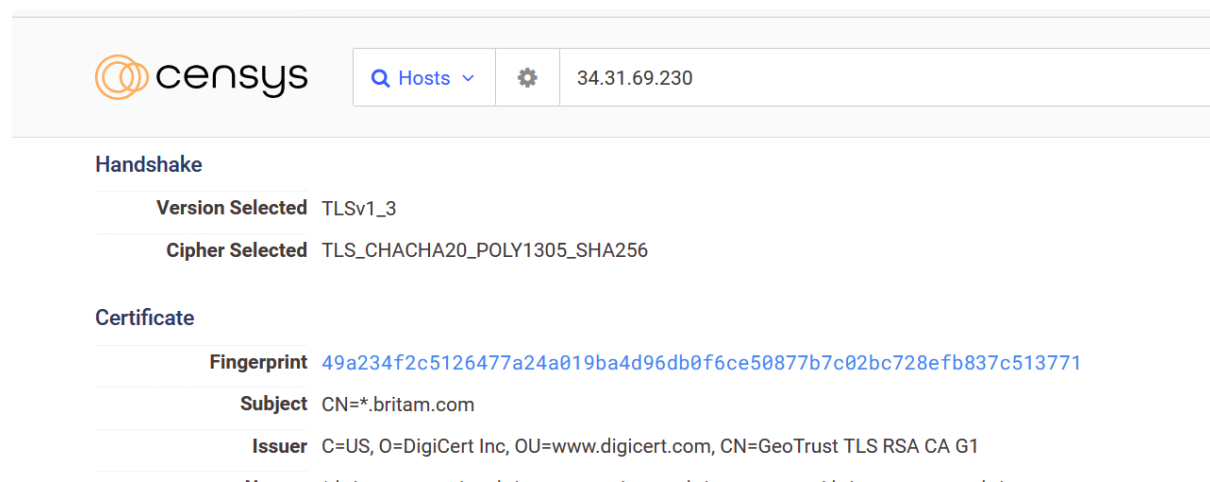 censys
Hosts 34.31.69.230
Handshake
Version Selected TLSv1_3
Cipher Selected TLS_CHACHA20_POLY1305_SHA256
Certificate
Fingerprint 49a234f2c5126477a24a019ba4d96db0f6ce50877b7c02bc728efb837c513771
Subject CN=*.britam.com
Issuer C=US, O=DigiCert Inc, OU=www.digicert.com, CN=GeoTrust TLS RSA CA G1